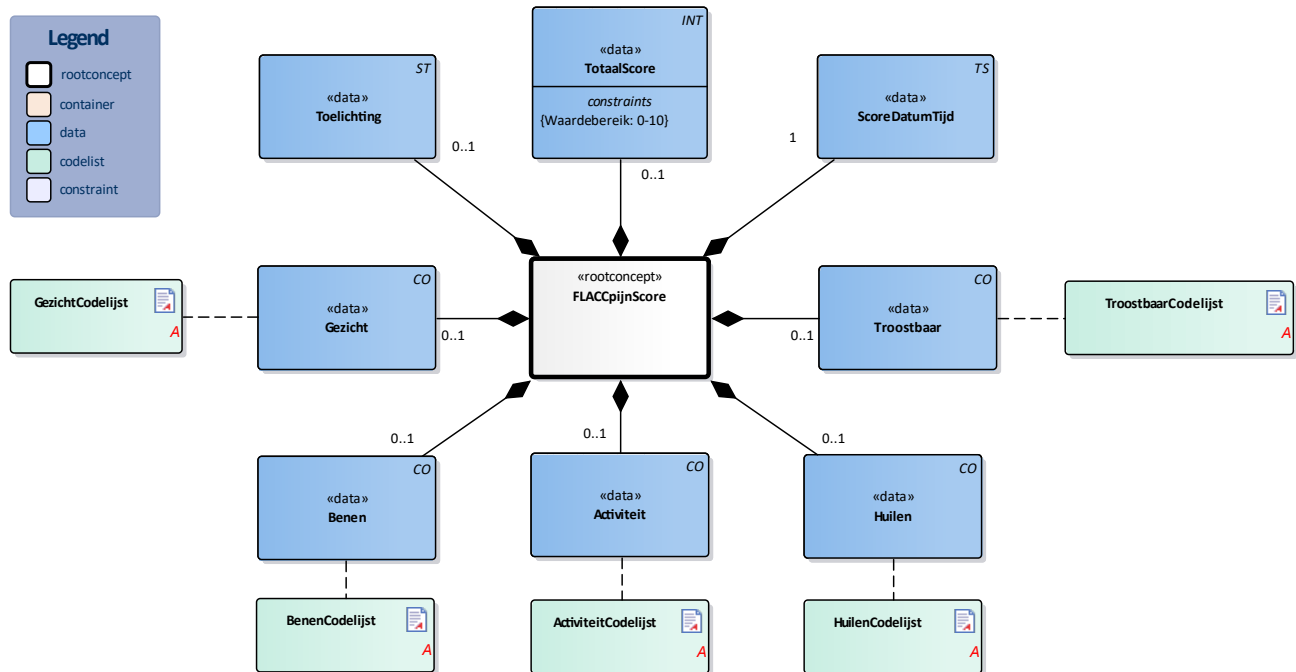 Legend
rootconcept
container
data
codelist
constraint
ST
«data»
Toelichting
0..1
INT
«data»
TotaalScore
constraints
{Waardebereik: 0-10}
0..1
TS
«data»
ScoreDatumTijd
1
GezichtCodelijst
A
CO
«data»
Gezicht
0..1
«rootconcept»
FLACCpijnScore
CO
«data»
Troostbaar
0..1
TroostbaarCodelijst
A
0..1
CO
«data»
Benen
0..1
CO
«data»
Activiteit
0..1
CO
«data»
Huilen
BenenCodelijst
A
ActiviteitCodelijst
A
HuilenCodelijst
A